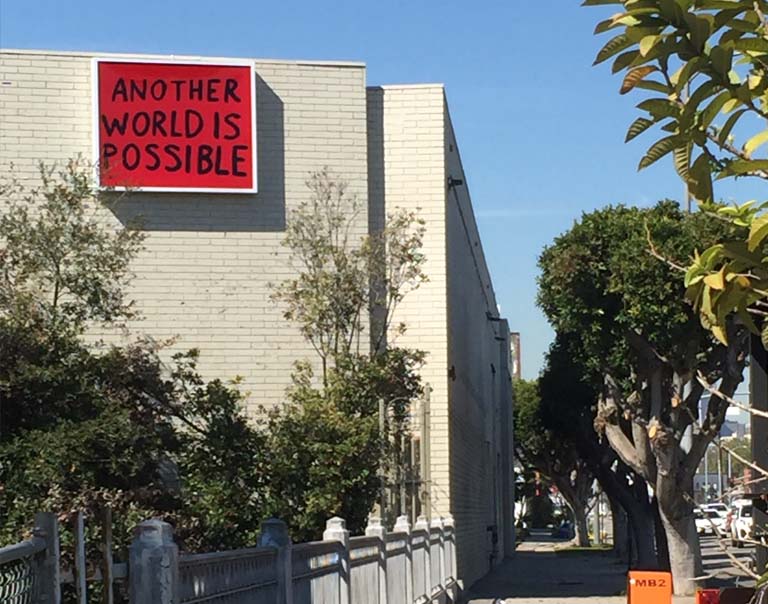 ANOTHER
WORLD IS
POSSIBLE
MB2